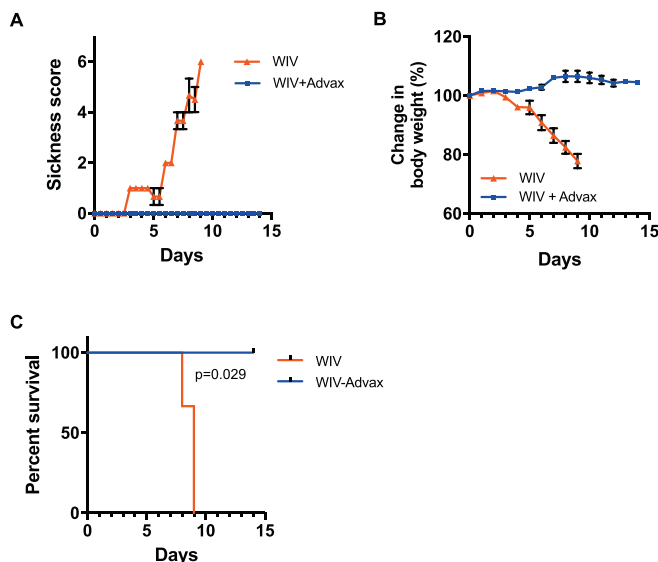 A
Sickness score
6
4
2
0
0
5
10
15
Days
WIV
WIV+Advax
B
Change in
body weight (%)
120
100
80
60
0
5
10
15
Days
WIV
WIV + Advax
C
Percent survival
100
50
0
0
5
10
15
Days
p=0.029
WIV
WIV-Advax